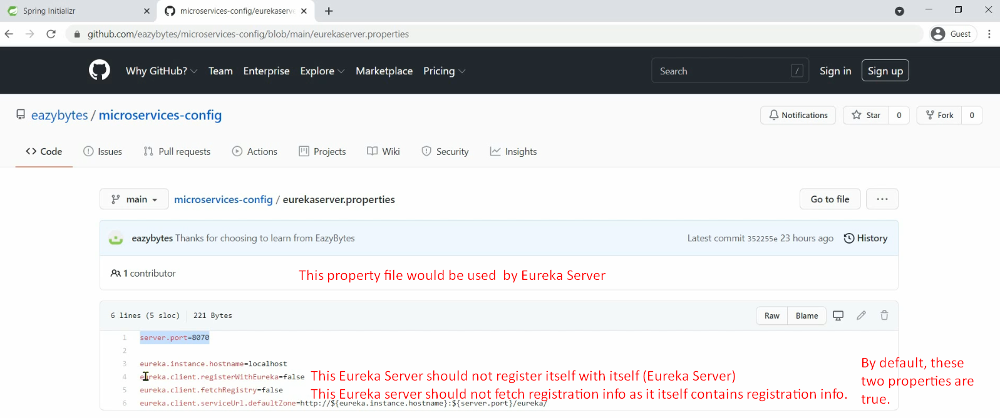 Spring Initializr
microservices-config/eurekaserve
github.com/eazybytes/microservices-config/blob/main/eurekaserver.properties
Guest
Why GitHub?
Team
Enterprise
Explore
Marketplace
Pricing
Search
/
Sign in
Sign up
eazybytes / microservices-config
Notifications
Star 0
Fork 0
Code
Issues
Pull requests
Actions
Projects
Wiki
Security
Insights
main
microservices-config / eurekaserver.properties
Go to file
eazybytes Thanks for choosing to learn from EazyBytes
Latest commit 352255e 23 hours ago
History
1 contributor
This property file would be used by Eureka Server
6 lines (5 sloc) 221 Bytes
Raw
Blame
1 server.port=8070
2
3 eureka.instance.hostname=localhost
4 eureka.client.registerWithEureka=false
This Eureka Server should not register itself with itself (Eureka Server)
5 eureka.client.fetchRegistry=false
This Eureka server should not fetch registration info as it itself contains registration info.
6 eureka.client.serviceUrl.defaultZone=http://${eureka.instance.hostname}:${server.port}/eureka/
By default, these
two properties are
true.